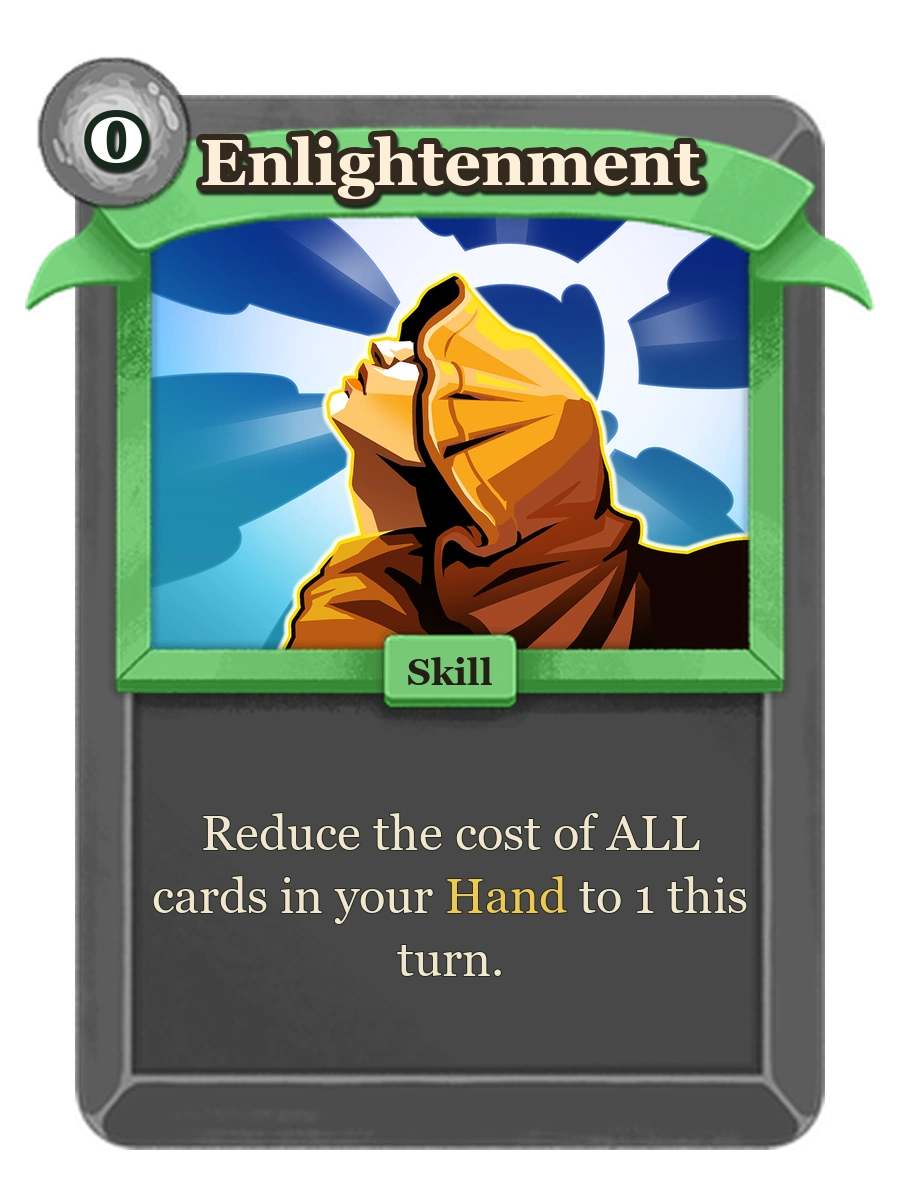 0
Enlightenment
Skill
Reduce the cost of ALL
cards in your Hand to 1 this
turn.